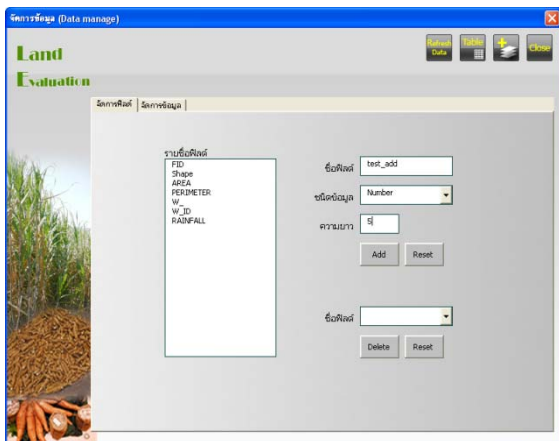 จัดการข้อมูล (Data manage)
Land
Evaluation
Refresh Data
Table
Close
จัดการฟิลด์
จัดการข้อมูล
รายชื่อฟิลด์
FID
Shape
AREA
PERIMETER
W_
W_ID
RAINFALL
ชื่อฟิลด์ test_add
ชนิดข้อมูล Number
ความยาว 5
Add Reset
ชื่อฟิลด์
Delete Reset